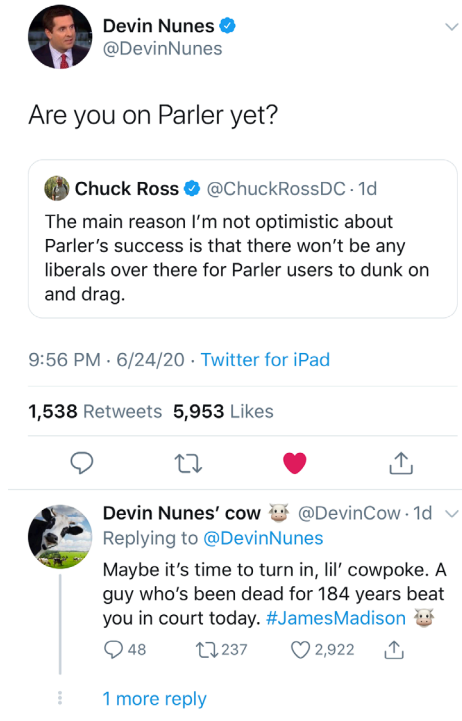 Devin Nunes
@DevinNunes
Are you on Parler yet?
Chuck Ross @ChuckRossDC · 1d
The main reason I'm not optimistic about
Parler's success is that there won't be any
liberals over there for Parler users to dunk on
and drag.
9:56 PM · 6/24/20 · Twitter for iPad
1,538 Retweets 5,953 Likes
Devin Nunes' cow 🐮 @DevinCow · 1d
Replying to @DevinNunes
Maybe it's time to turn in, lil' cowpoke. A
guy who's been dead for 184 years beat
you in court today. #JamesMadison 🐮
48 237 2,922
1 more reply